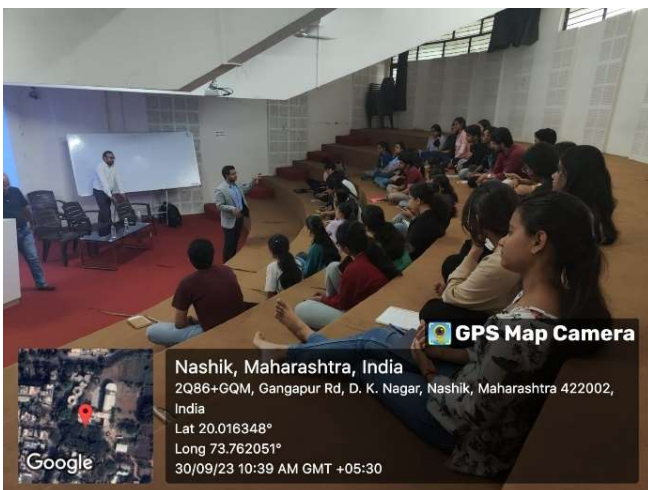 GPS Map Camera
Nashik, Maharashtra, India
2Q86+GQM, Gangapur Rd, D. K. Nagar, Nashik, Maharashtra 422002,
India
Lat 20.016348°
Long 73.762051°
30/09/23 10:39 AM GMT +05:30
Google